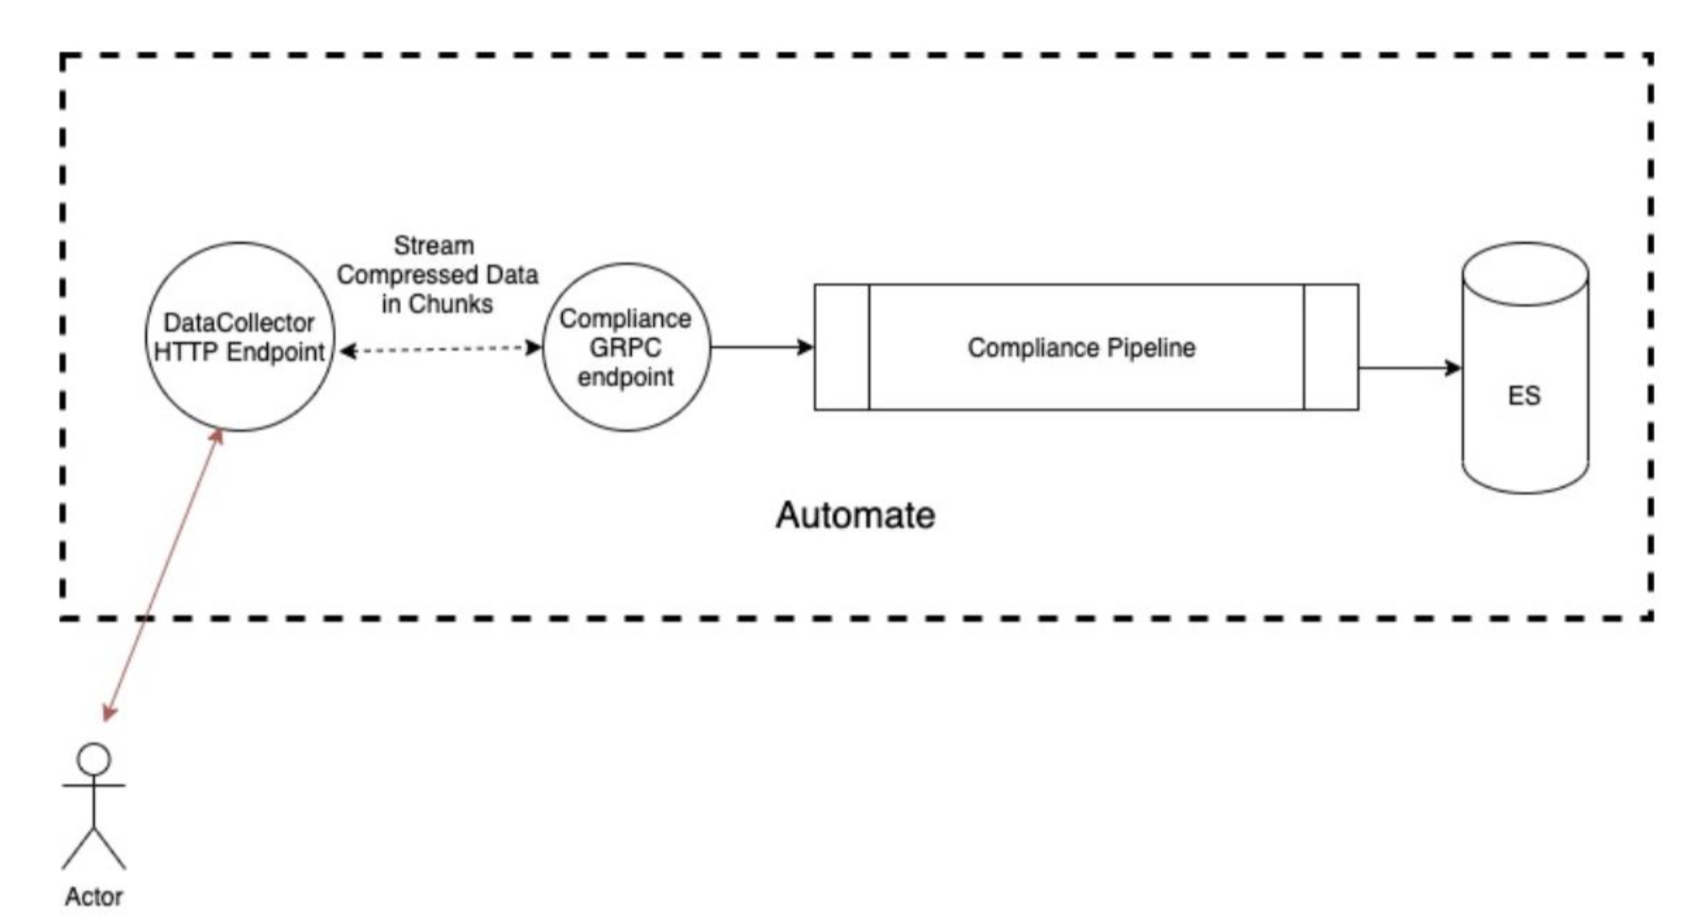 Stream
Compressed Data
in Chunks
DataCollector
HTTP Endpoint
Compliance
GRPC
endpoint
Compliance Pipeline
ES
Automate
Actor